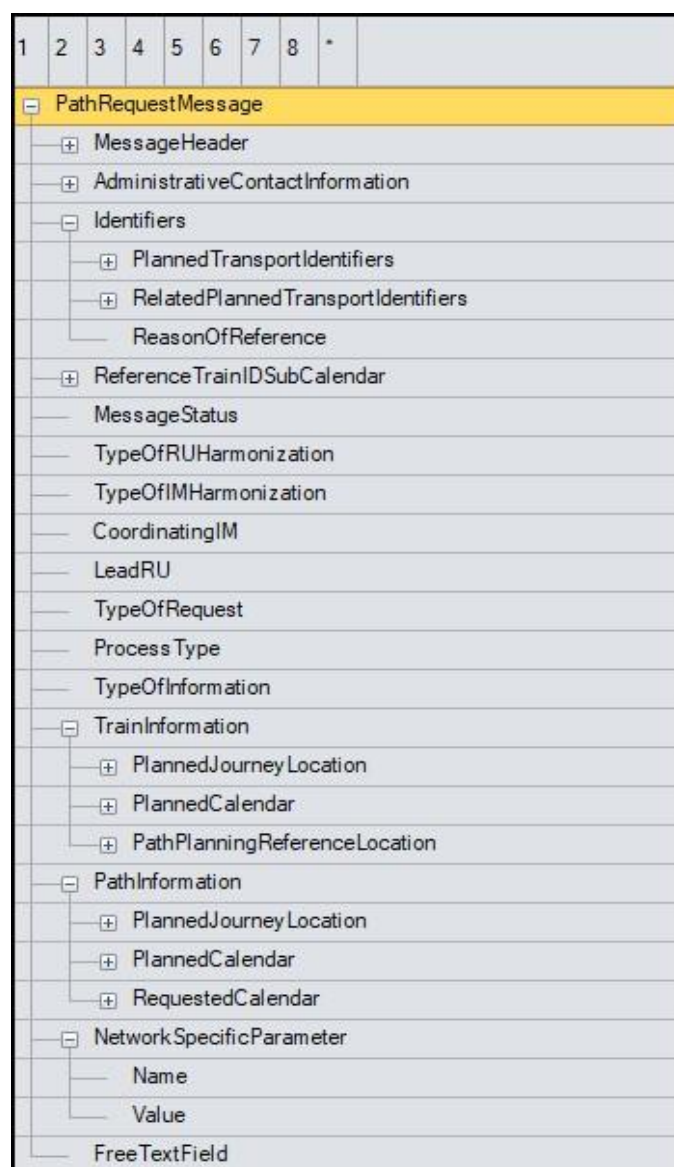 1 2 3 4 5 6 7 8 *
PathRequestMessage
MessageHeader
AdministrativeContactInformation
Identifiers
PlannedTransportIdentifiers
RelatedPlannedTransportIdentifiers
ReasonOfReference
ReferenceTrainIDSubCalendar
MessageStatus
TypeOfRUHarmonization
TypeOfIMHarmonization
CoordinatingIM
LeadRU
TypeOfRequest
ProcessType
TypeOfInformation
TrainInformation
PlannedJourneyLocation
PlannedCalendar
PathPlanningReferenceLocation
PathInformation
PlannedJourneyLocation
PlannedCalendar
RequestedCalendar
NetworkSpecificParameter
Name
Value
FreeTextField